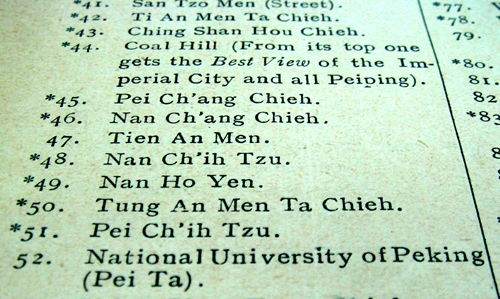 *41. San Tzo Men (Street).
*42. Ti An Men Ta Chieh.
*43. Ching Shan Hou Chieh.
*44. Coal Hill (From its top one
gets the Best View of the Im-
perial City and all Peiping).
*45. Pei Ch'ang Chieh.
*46. Nan Ch'ang Chieh.
47. Tien An Men.
*48. Nan Ch'ih Tzu.
*49. Nan Ho Yen.
*50. Tung An Men Ta Chieh.
*51. Pei Ch'ih Tzu.
52. National University of Peking
(Pei Ta).
*77.
*78.
79.
*80.
81.
82
*83